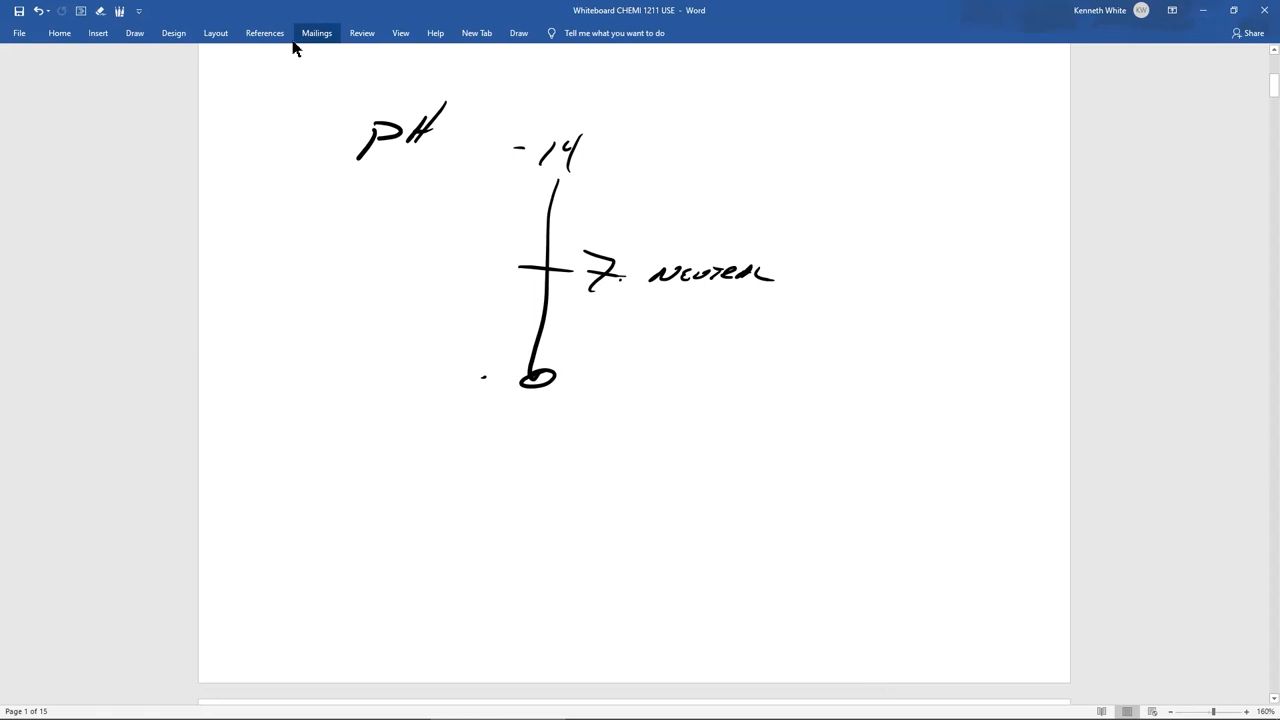 Whiteboard CHEMI 1211 USE - Word
Kenneth White KW
File Home Insert Draw Design Layout References Mailings Review View Help New Tab Draw Tell me what you want to do Share
pH - 14
7. NEUTRAL
0
Page 1 of 15
160%